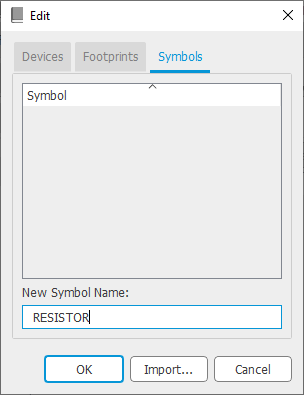 Edit
Devices Footprints Symbols
Symbol
New Symbol Name:
RESISTOR
OK Import... Cancel